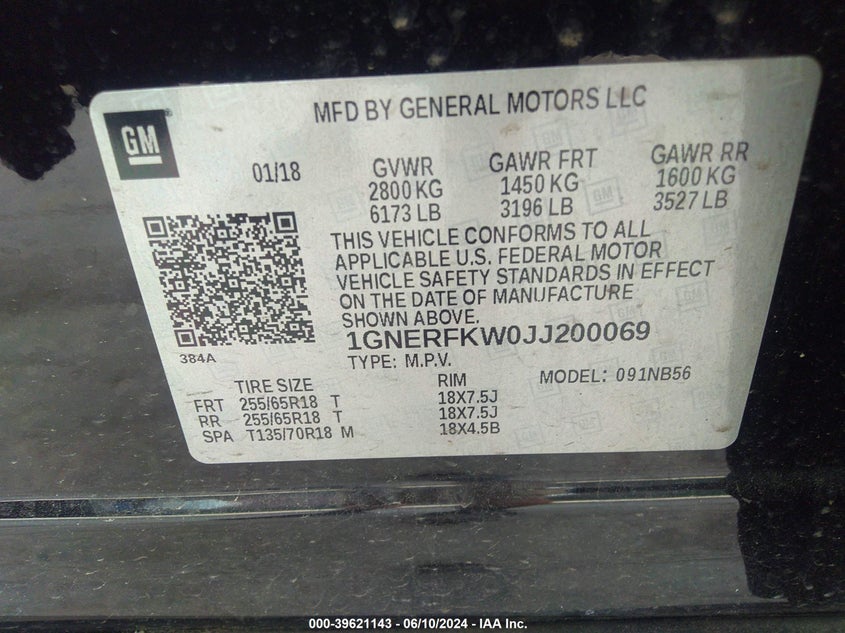 GM
MFD BY GENERAL MOTORS LLC
01/18
GVWR GAWR FRT GAWR RR
2800 KG 1450 KG 1600 KG
6173 LB 3196 LB 3527 LB
THIS VEHICLE CONFORMS TO ALL
APPLICABLE U.S. FEDERAL MOTOR
VEHICLE SAFETY STANDARDS IN EFFECT
ON THE DATE OF MANUFACTURE
SHOWN ABOVE.
1GNERFKW0JJ200069
384A
TYPE: M.P.V.
MODEL: 091NB56
TIRE SIZE RIM
FRT 255/65R18 T 18X7.5J
RR 255/65R18 T 18X7.5J
SPA T135/70R18 M 18X4.5B
000-39621143 - 06/10/2024 - IAA Inc.